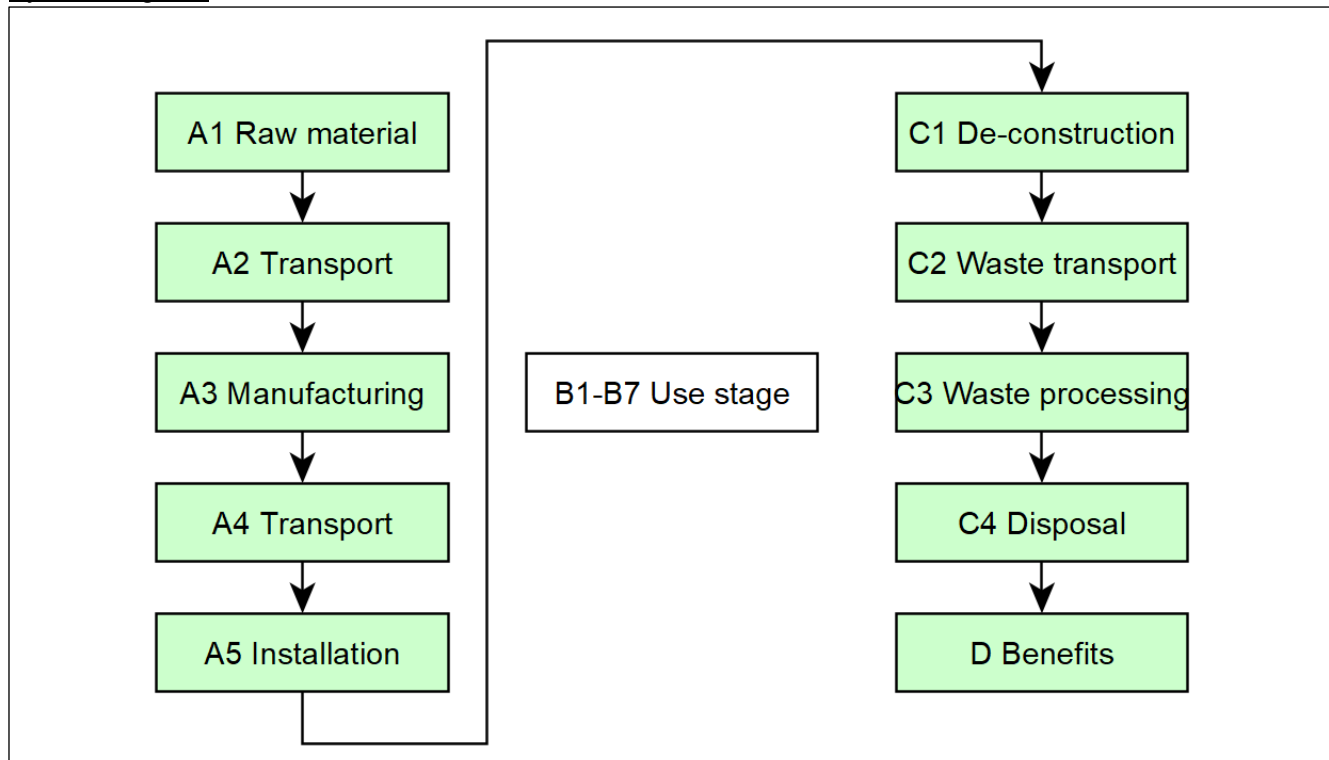 A1 Raw material
A2 Transport
A3 Manufacturing
A4 Transport
A5 Installation
B1-B7 Use stage
C1 De-construction
C2 Waste transport
C3 Waste processing
C4 Disposal
D Benefits